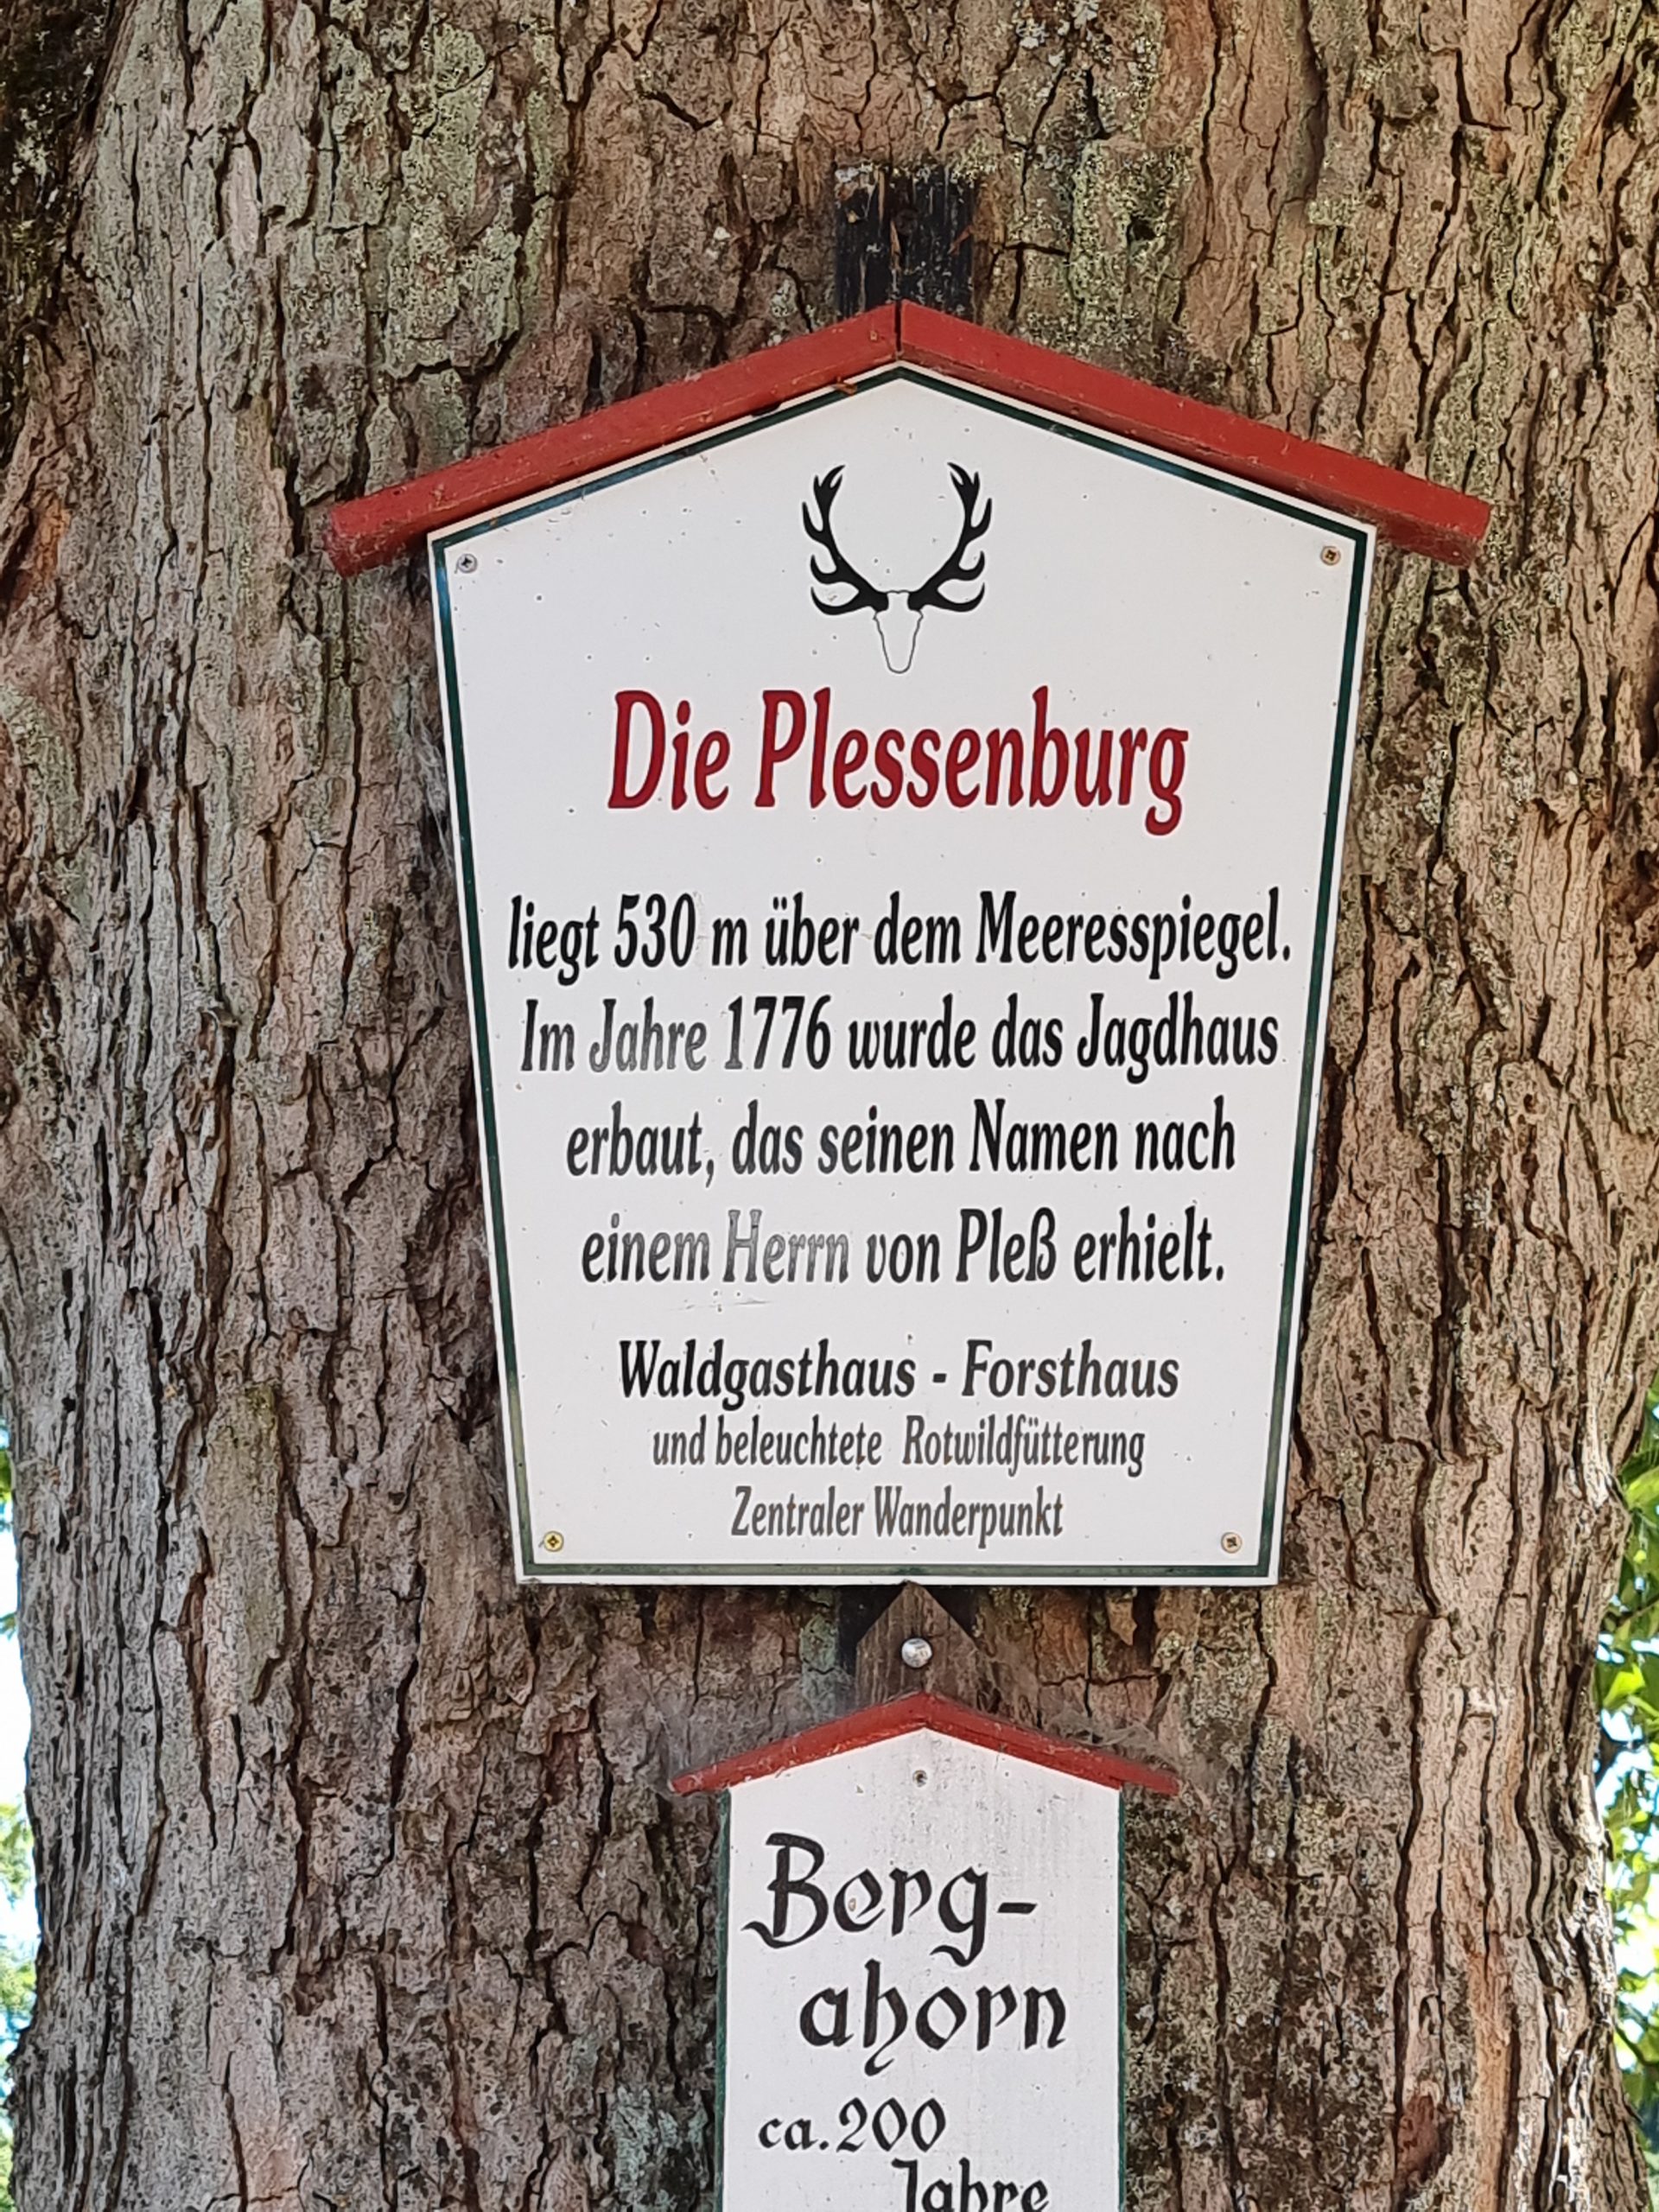 Die Plessenburg
liegt 530 m über dem Meeresspiegel.
Im Jahre 1776 wurde das Jagdhaus
erbaut, das seinen Namen nach
einem Herrn von Pleß erhielt.
Waldgasthaus - Forsthaus
und beleuchtete Rotwildfütterung
Zentraler Wanderpunkt
Berg-
ahorn
ca. 200
Jahre